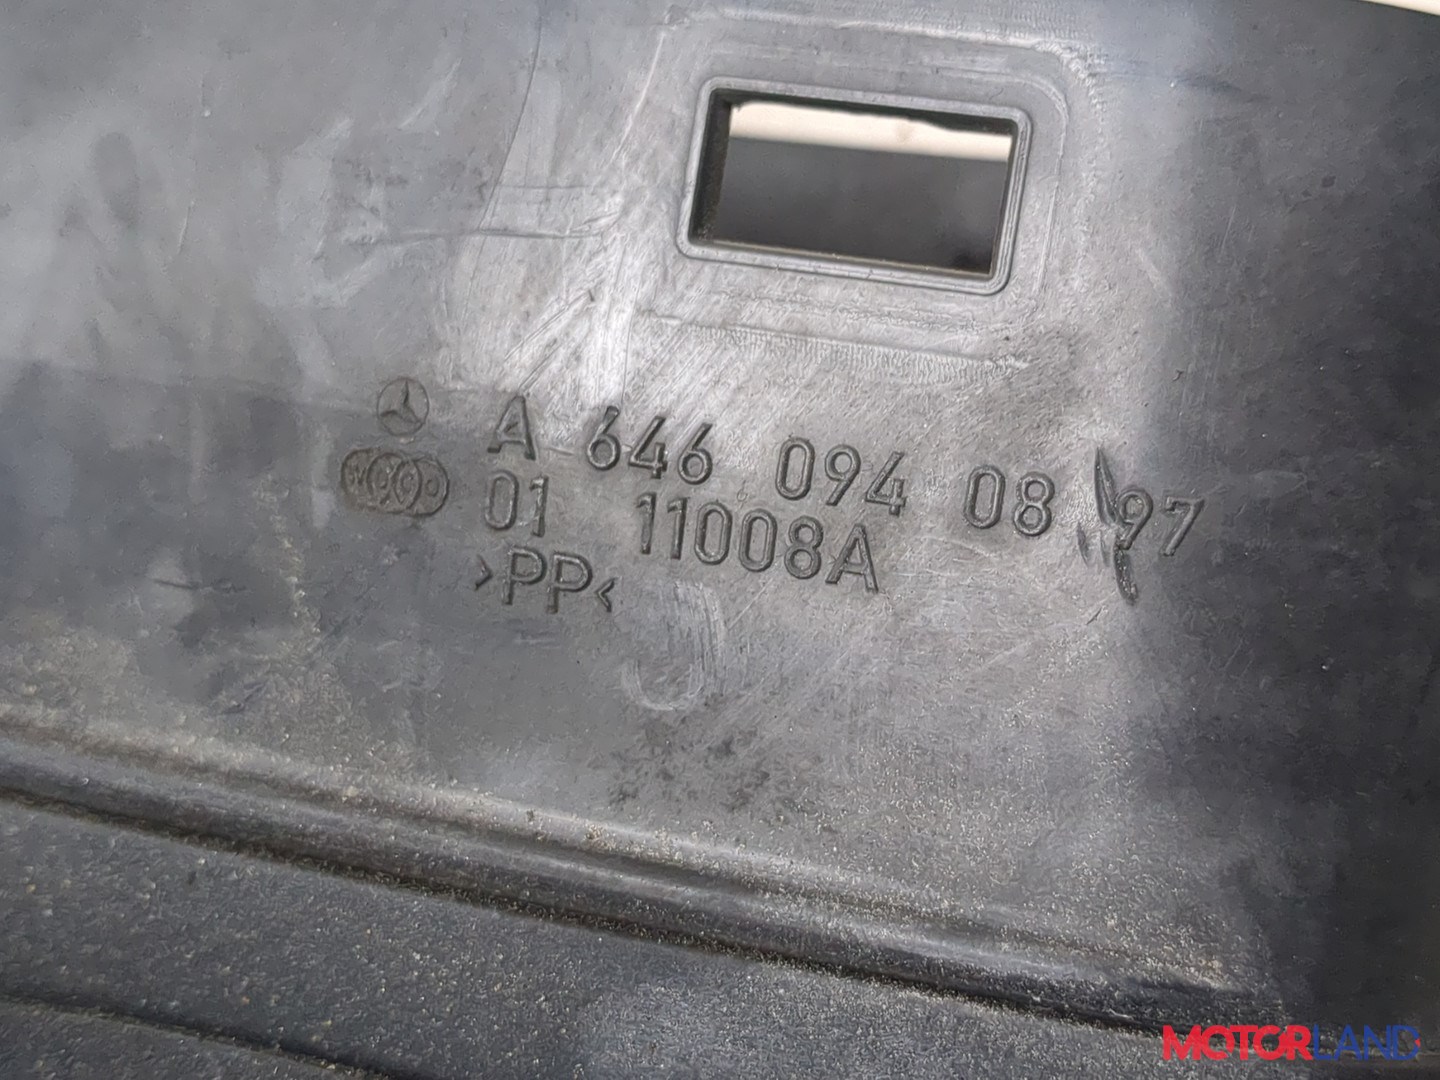 A 646 094 08 97
01 11008A
>PP<
MOTORLAND